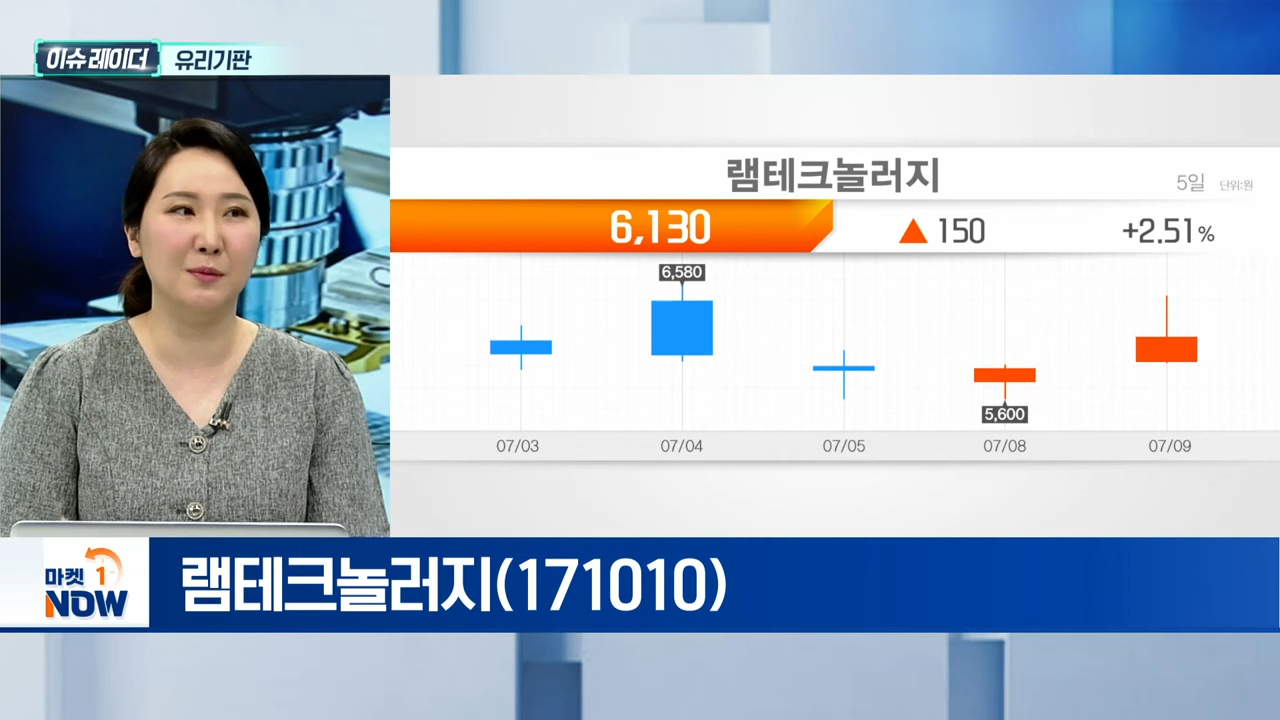 이슈 레이더 유리기판
램테크놀러지
5일 단위:원
6,130 ▲ 150 +2.51%
6,580
5,600
07/03 07/04 07/05 07/08 07/09
마켓 1
NOW
램테크놀러지(171010)